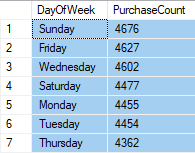 DayOfWeek PurchaseCount
1 Sunday 4676
2 Friday 4627
3 Wednesday 4602
4 Saturday 4477
5 Monday 4455
6 Tuesday 4454
7 Thursday 4362